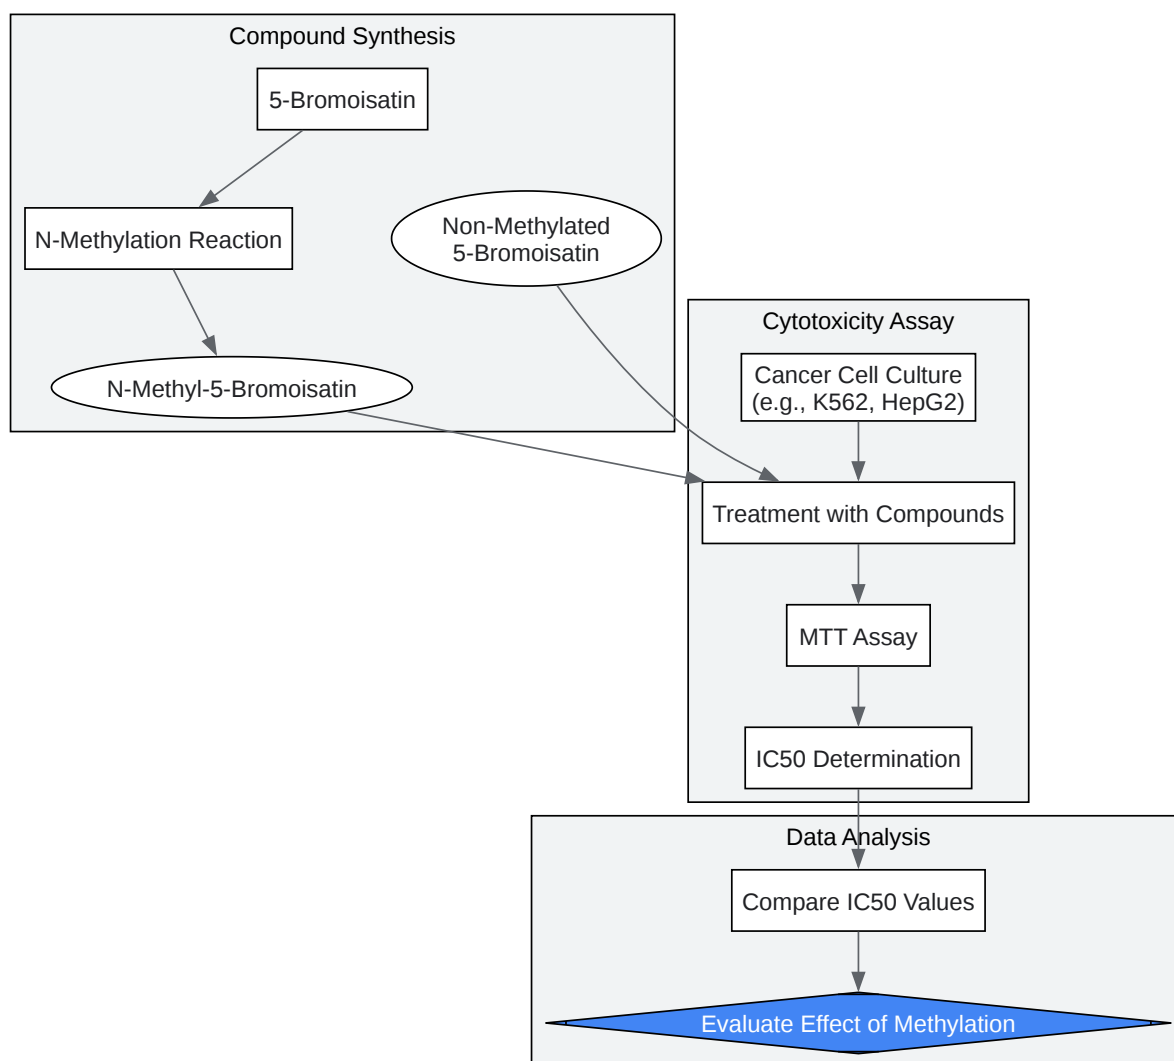 Compound Synthesis
5-Bromoisatin
N-Methylation Reaction
Non-Methylated
5-Bromoisatin
N-Methyl-5-Bromoisatin
Cytotoxicity Assay
Cancer Cell Culture
(e.g., K562, HepG2)
Treatment with Compounds
MTT Assay
IC50 Determination
Data Analysis
Compare IC50 Values
Evaluate Effect of Methylation